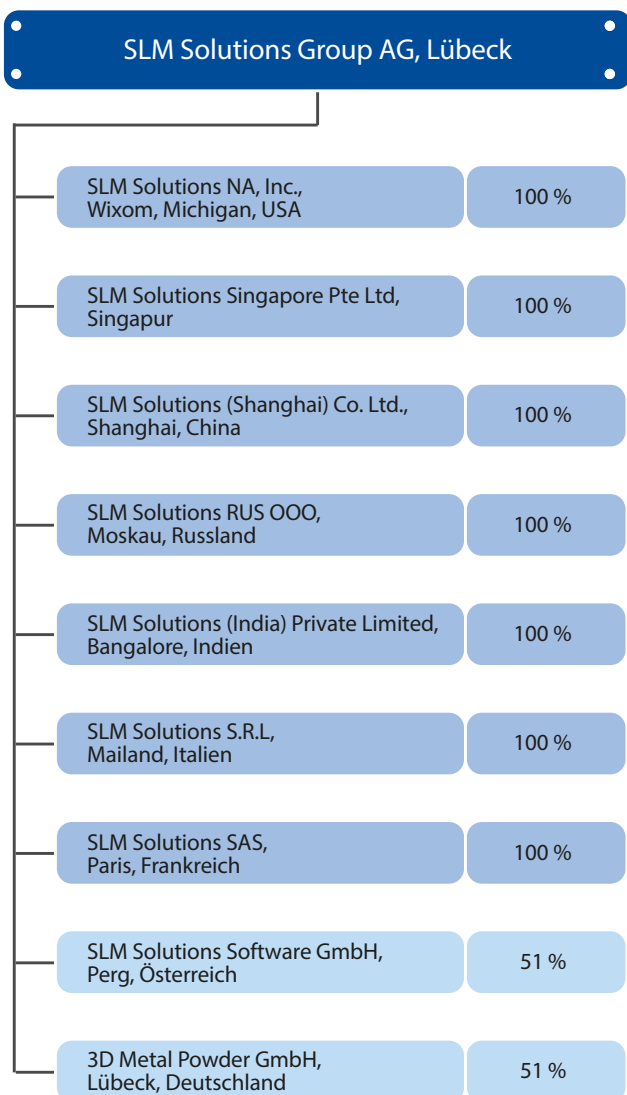 SLM Solutions Group AG, Lübeck
SLM Solutions NA, Inc.,
Wixom, Michigan, USA
100 %
SLM Solutions Singapore Pte Ltd,
Singapur
100 %
SLM Solutions (Shanghai) Co. Ltd.,
Shanghai, China
100 %
SLM Solutions RUS OOO,
Moskau, Russland
100 %
SLM Solutions (India) Private Limited,
Bangalore, Indien
100 %
SLM Solutions S.R.L,
Mailand, Italien
100 %
SLM Solutions SAS,
Paris, Frankreich
100 %
SLM Solutions Software GmbH,
Perg, Österreich
51 %
3D Metal Powder GmbH,
Lübeck, Deutschland
51 %